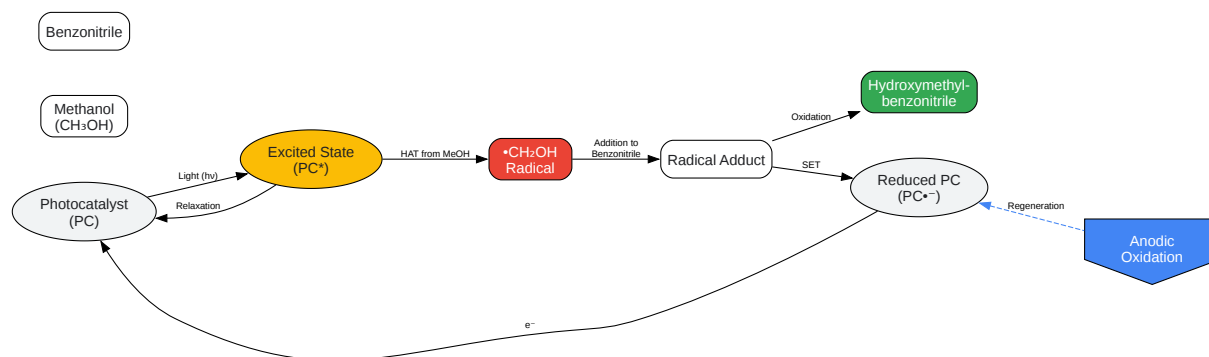 Benzonitrile
Methanol
(CH₃OH)
Photocatalyst
(PC)
Light (hν)
Relaxation
Excited State
(PC*)
HAT from MeOH
•CH₂OH
Radical
Addition to
Benzonitrile
Radical Adduct
Oxidation
SET
Hydroxymethyl-
benzonitrile
Reduced PC
(PC•⁻)
Regeneration
Anodic
Oxidation
e⁻